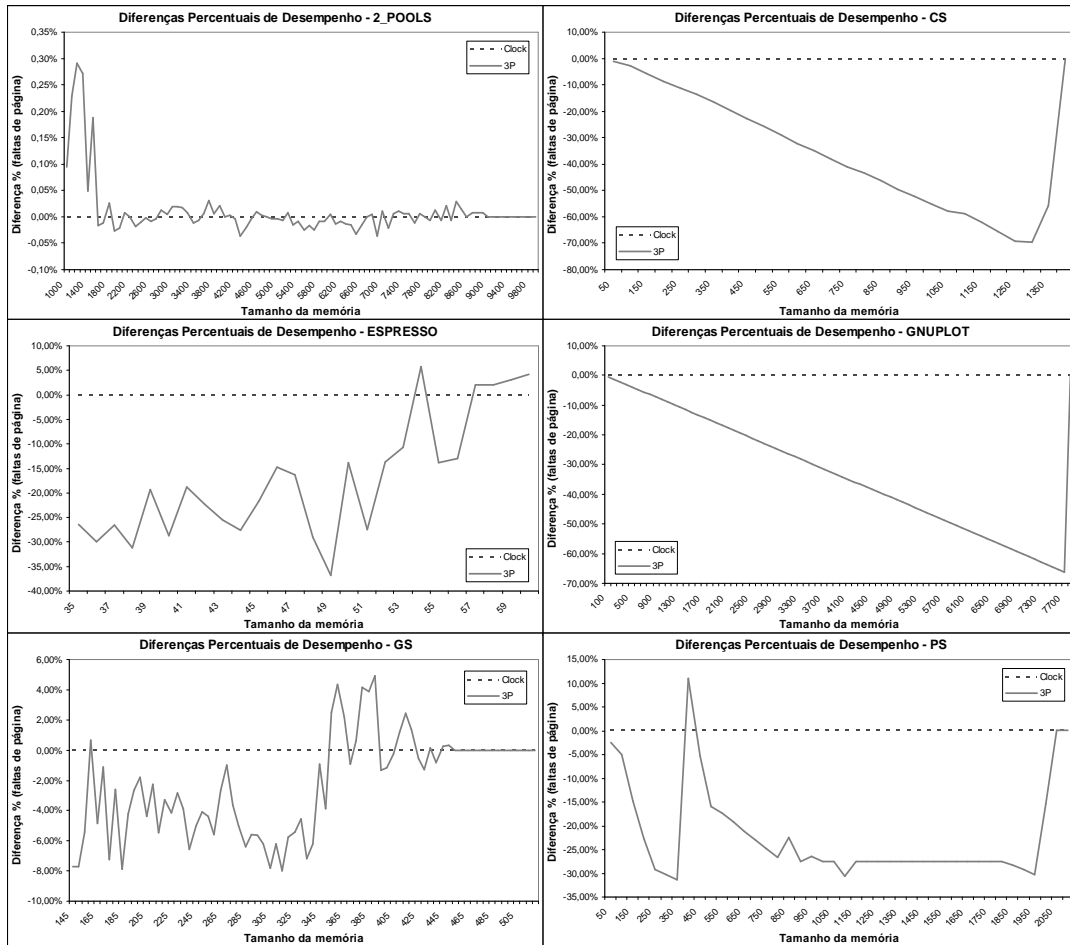 Diferenças Percentuais de Desempenho - 2_POOLS
Diferença % (faltas de página)
0,35%
0,30%
0,25%
0,20%
0,15%
0,10%
0,05%
0,00%
-0,05%
-0,10%
Clock
3P
1000 1400 1800 2200 2600 3000 3400 3800 4200 4600 5000 5400 5800 6200 6600 7000 7400 7800 8200 8600 9000 9400 9800
Tamanho da memória
Diferenças Percentuais de Desempenho - CS
Diferença % (faltas de página)
10,00%
0,00%
-10,00%
-20,00%
-30,00%
-40,00%
-50,00%
-60,00%
-70,00%
-80,00%
Clock
3P
50 150 250 350 450 550 650 750 850 950 1050 1150 1250 1350
Tamanho da memória
Diferenças Percentuais de Desempenho - ESPRESSO
Diferença % (faltas de página)
10,00%
5,00%
0,00%
-5,00%
-10,00%
-15,00%
-20,00%
-25,00%
-30,00%
-35,00%
-40,00%
Clock
3P
35 37 39 41 43 45 47 49 51 53 55 57 59
Tamanho da memória
Diferenças Percentuais de Desempenho - GNUPLOT
Diferença % (faltas de página)
10,00%
0,00%
-10,00%
-20,00%
-30,00%
-40,00%
-50,00%
-60,00%
-70,00%
Clock
3P
100 500 900 1300 1700 2100 2500 2900 3300 3700 4100 4500 4900 5300 5700 6100 6500 6900 7300 7700
Tamanho da memória
Diferenças Percentuais de Desempenho - GS
Diferença % (faltas de página)
6,00%
4,00%
2,00%
0,00%
-2,00%
-4,00%
-6,00%
-8,00%
-10,00%
Clock
3P
145 165 185 205 225 245 265 285 305 325 345 365 385 405 425 445 465 485 505
Tamanho da memória
Diferenças Percentuais de Desempenho - PS
Diferença % (faltas de página)
15,00%
10,00%
5,00%
0,00%
-5,00%
-10,00%
-15,00%
-20,00%
-25,00%
-30,00%
-35,00%
Clock
3P
50 150 250 350 450 550 650 750 850 950 1050 1150 1250 1350 1450 1550 1650 1750 1850 1950 2050
Tamanho da memória